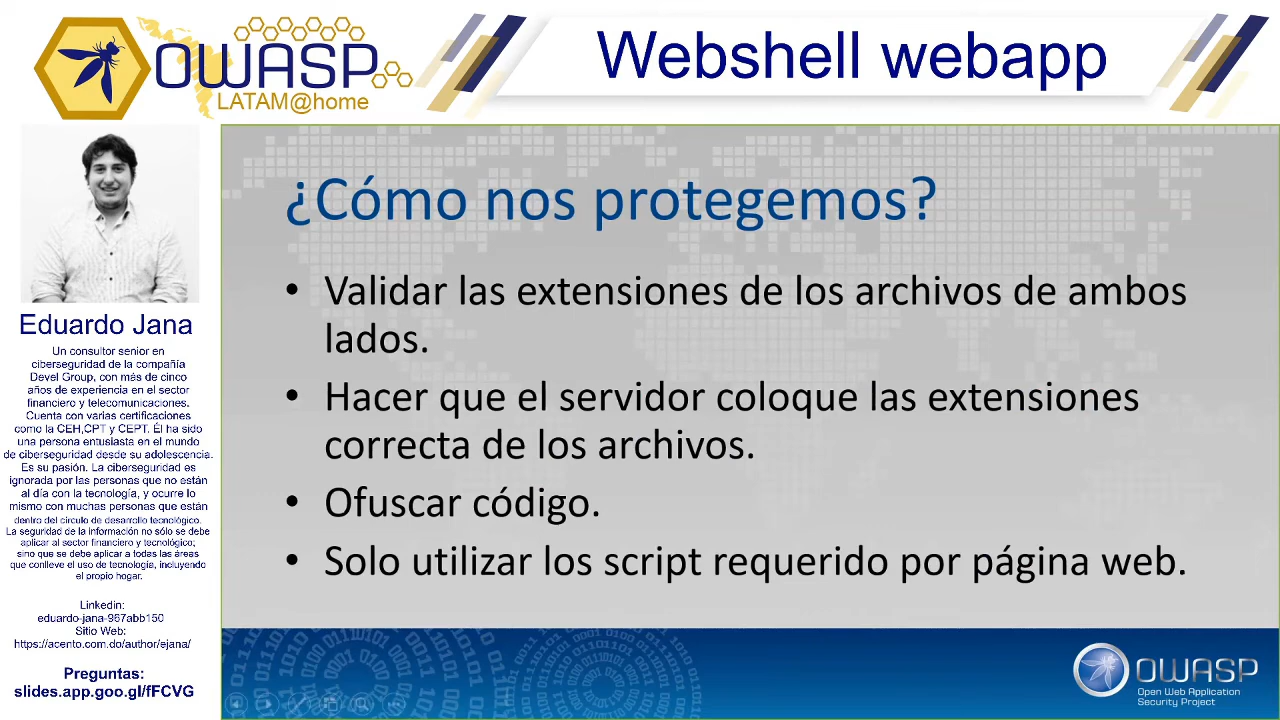 OWASP
LATAM@home
Webshell webapp
Eduardo Jana
Un consultor senior en
ciberseguridad de la compañía
Devel Group, con más de cinco
años de experiencia en el sector
financiero y telecomunicaciones.
Cuenta con varias certificaciones
como la CEH,CPT y CEPT. Él ha sido
una persona entusiasta en el mundo
de ciberseguridad desde su adolescencia.
Es su pasión. La ciberseguridad es
ignorada por las personas que no están
al día con la tecnología, y ocurre lo
mismo con muchas personas que están
dentro del circulo de desarrollo tecnológico.
La seguridad de la información no sólo se debe
aplicar al sector financiero y tecnológico;
sino que se debe aplicar a todas las áreas
que conlleve el uso de tecnología, incluyendo
el propio hogar.
Linkedin:
eduardo-jana-967abb150
Sitio Web:
https://acento.com.do/author/ejana/
Preguntas:
slides.app.goo.gl/fFCVG
¿Cómo nos protegemos?
• Validar las extensiones de los archivos de ambos
lados.
• Hacer que el servidor coloque las extensiones
correcta de los archivos.
• Ofuscar código.
• Solo utilizar los script requerido por página web.
OWASP
Open Web Application
Security Project